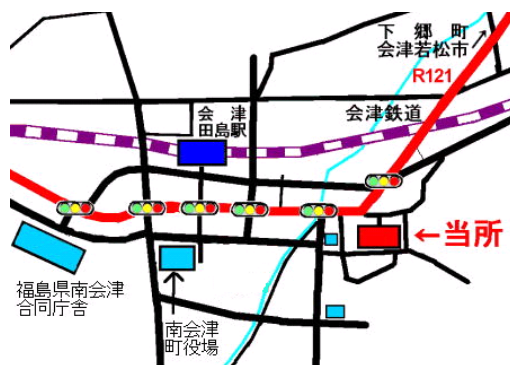 下郷町
会津若松市
R121
会津
田島駅
会津鉄道
←当所
福島県南会津
合同庁舎
南会津
町役場